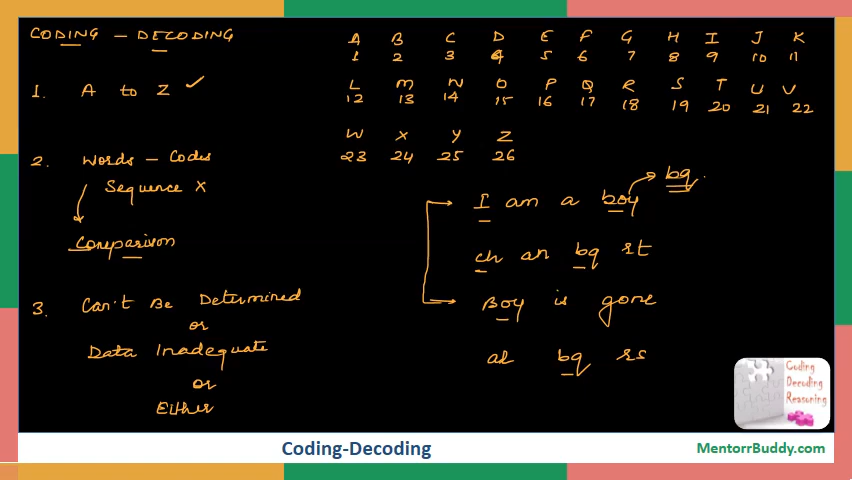 CODING - DECODING
A B C D E F G H I J K
1 2 3 4 5 6 7 8 9 10 11
1. A to Z ✓
L M N O P Q R S T U V
12 13 14 15 16 17 18 19 20 21 22
W X Y Z
23 24 25 26
2. Words - Codes
Sequence X
Comparison
bq
I am a boy
ch an bq rt
3. Can't Be Determined
or
Data Inadequate
or
Either
Boy is gone
bq rs
Coding
Decoding
Reasoning
Coding-Decoding
MentorrBuddy.com